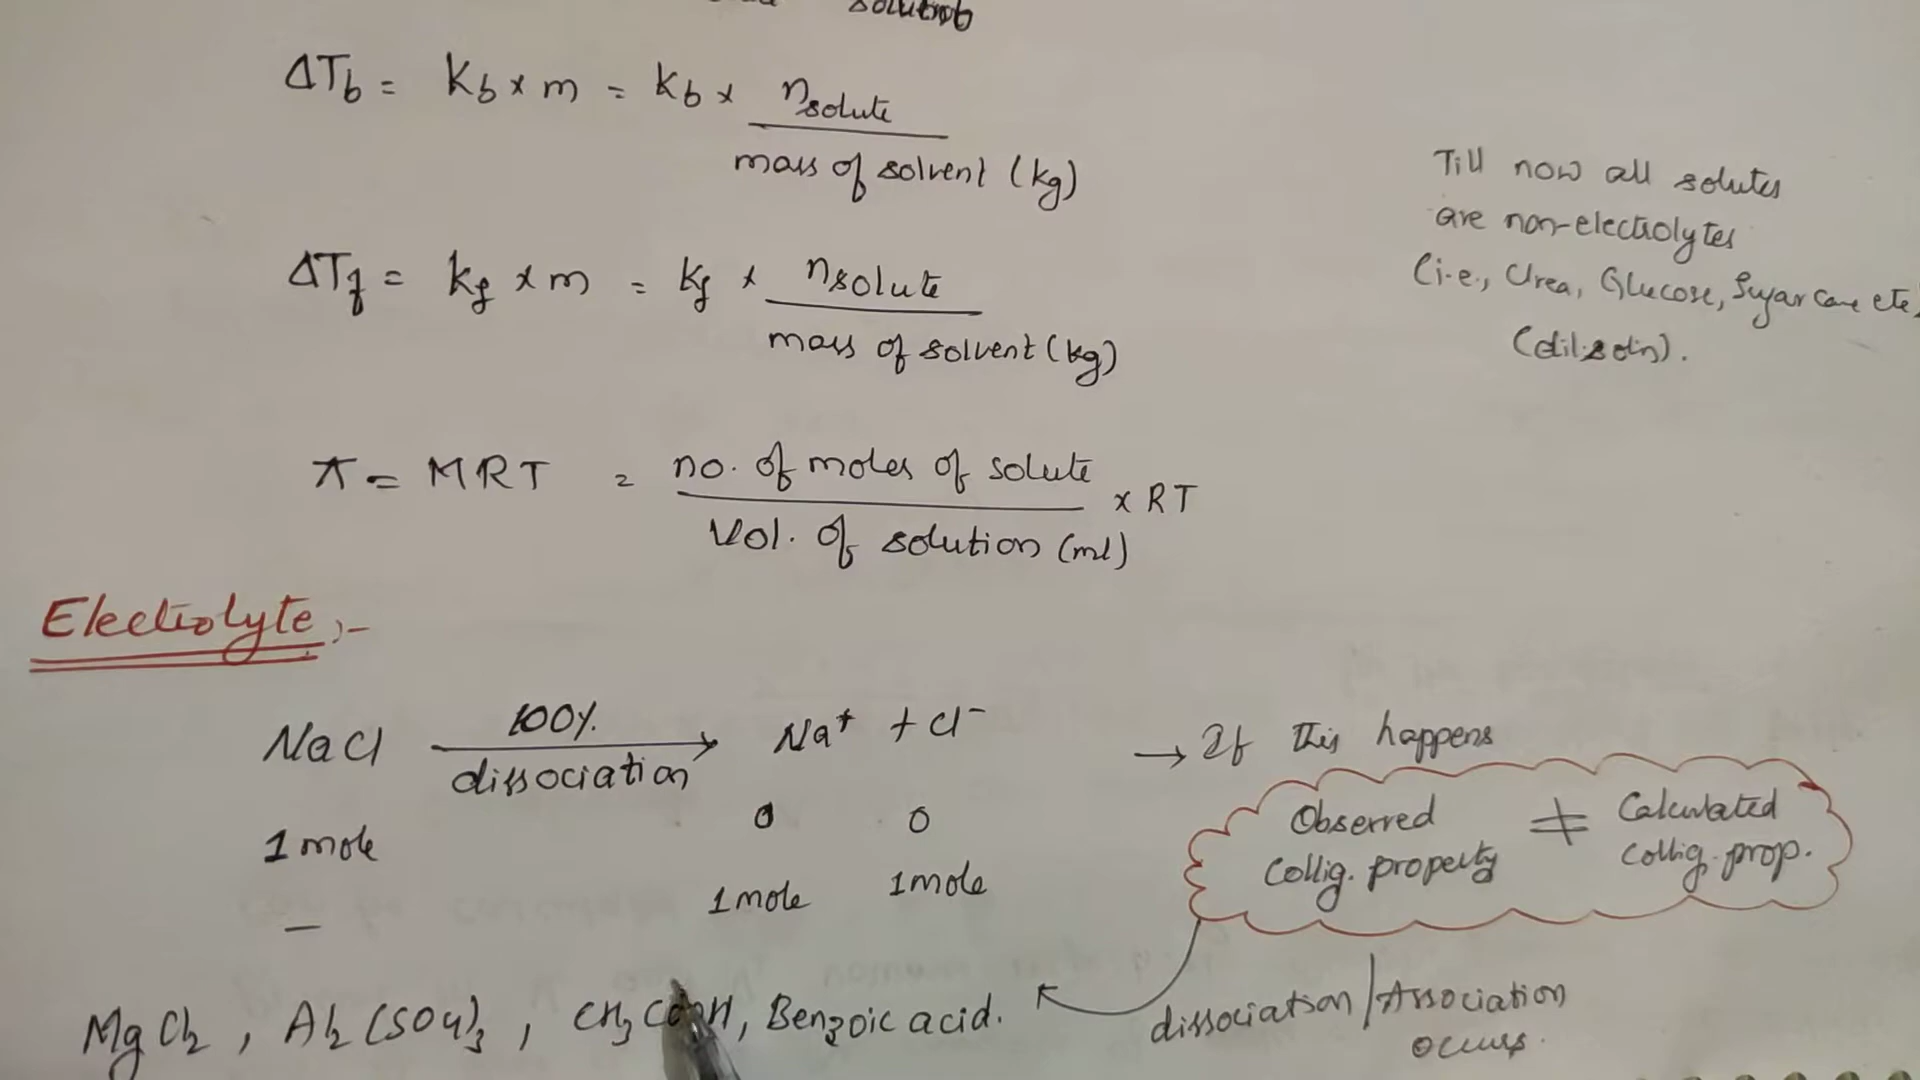 solution
ΔTb = Kb × m = Kb × nsolute / mass of solvent (kg)
ΔTf = kf × m = kf × nsolute / mass of solvent (kg)
π = MRT = no. of moles of solute / Vol. of solution (ml) × RT
Till now all solutes
are non-electrolytes
(i.e., Urea, Glucose, Sugar cane etc)
(dil. soln).
Electrolyte :-
NaCl 100% dissociation → Na⁺ + Cl⁻
1 mole 0 0
— 1 mole 1 mole
MgCl2, Al2(SO4)3, CH3COOH, Benzoic acid.
→ If this happens
Observed ≠ Calculated
Collig. property Collig. prop.
dissociation / Association
occurs.